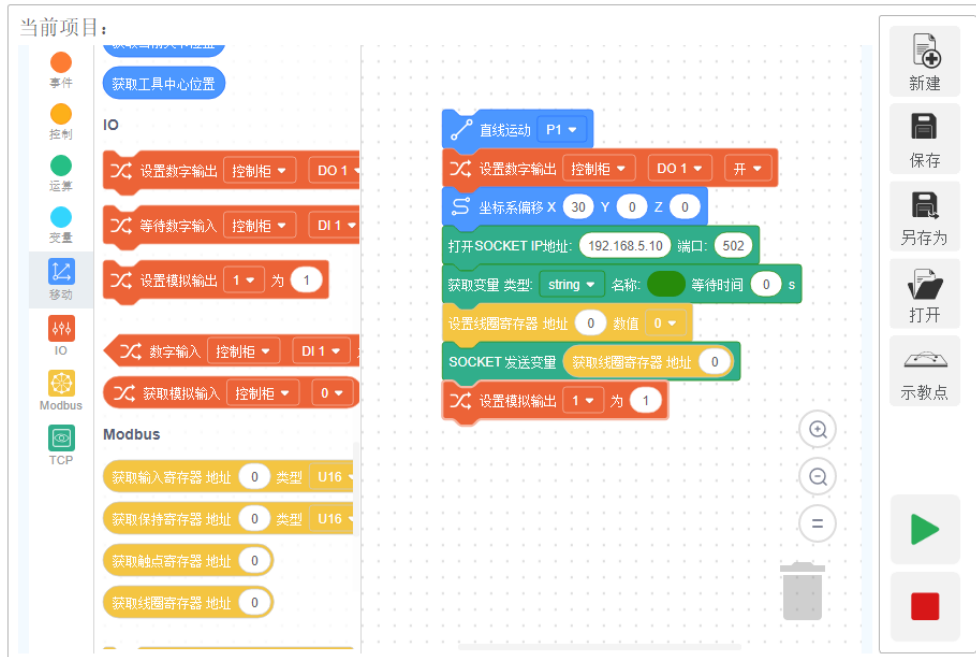 当前项目：
事件
控制
运算
变量
移动
IO
Modbus
TCP
获取工具中心位置
IO
设置数字输出 控制柜 DO 1
等待数字输入 控制柜 DI 1
设置模拟输出 1 为 1
数字输入 控制柜 DI 1
获取模拟输入 控制柜 0
Modbus
获取输入寄存器 地址 0 类型 U16
获取保持寄存器 地址 0 类型 U16
获取触点寄存器 地址 0
获取线圈寄存器 地址 0
直线运动 P1
设置数字输出 控制柜 DO 1 开
坐标系偏移 X 30 Y 0 Z 0
打开SOCKET IP地址: 192.168.5.10 端口: 502
获取变量 类型: string 名称: 等待时间 0 s
设置线圈寄存器 地址 0 数值 0
SOCKET 发送变量 获取线圈寄存器 地址 0
设置模拟输出 1 为 1
新建
保存
另存为
打开
示教点